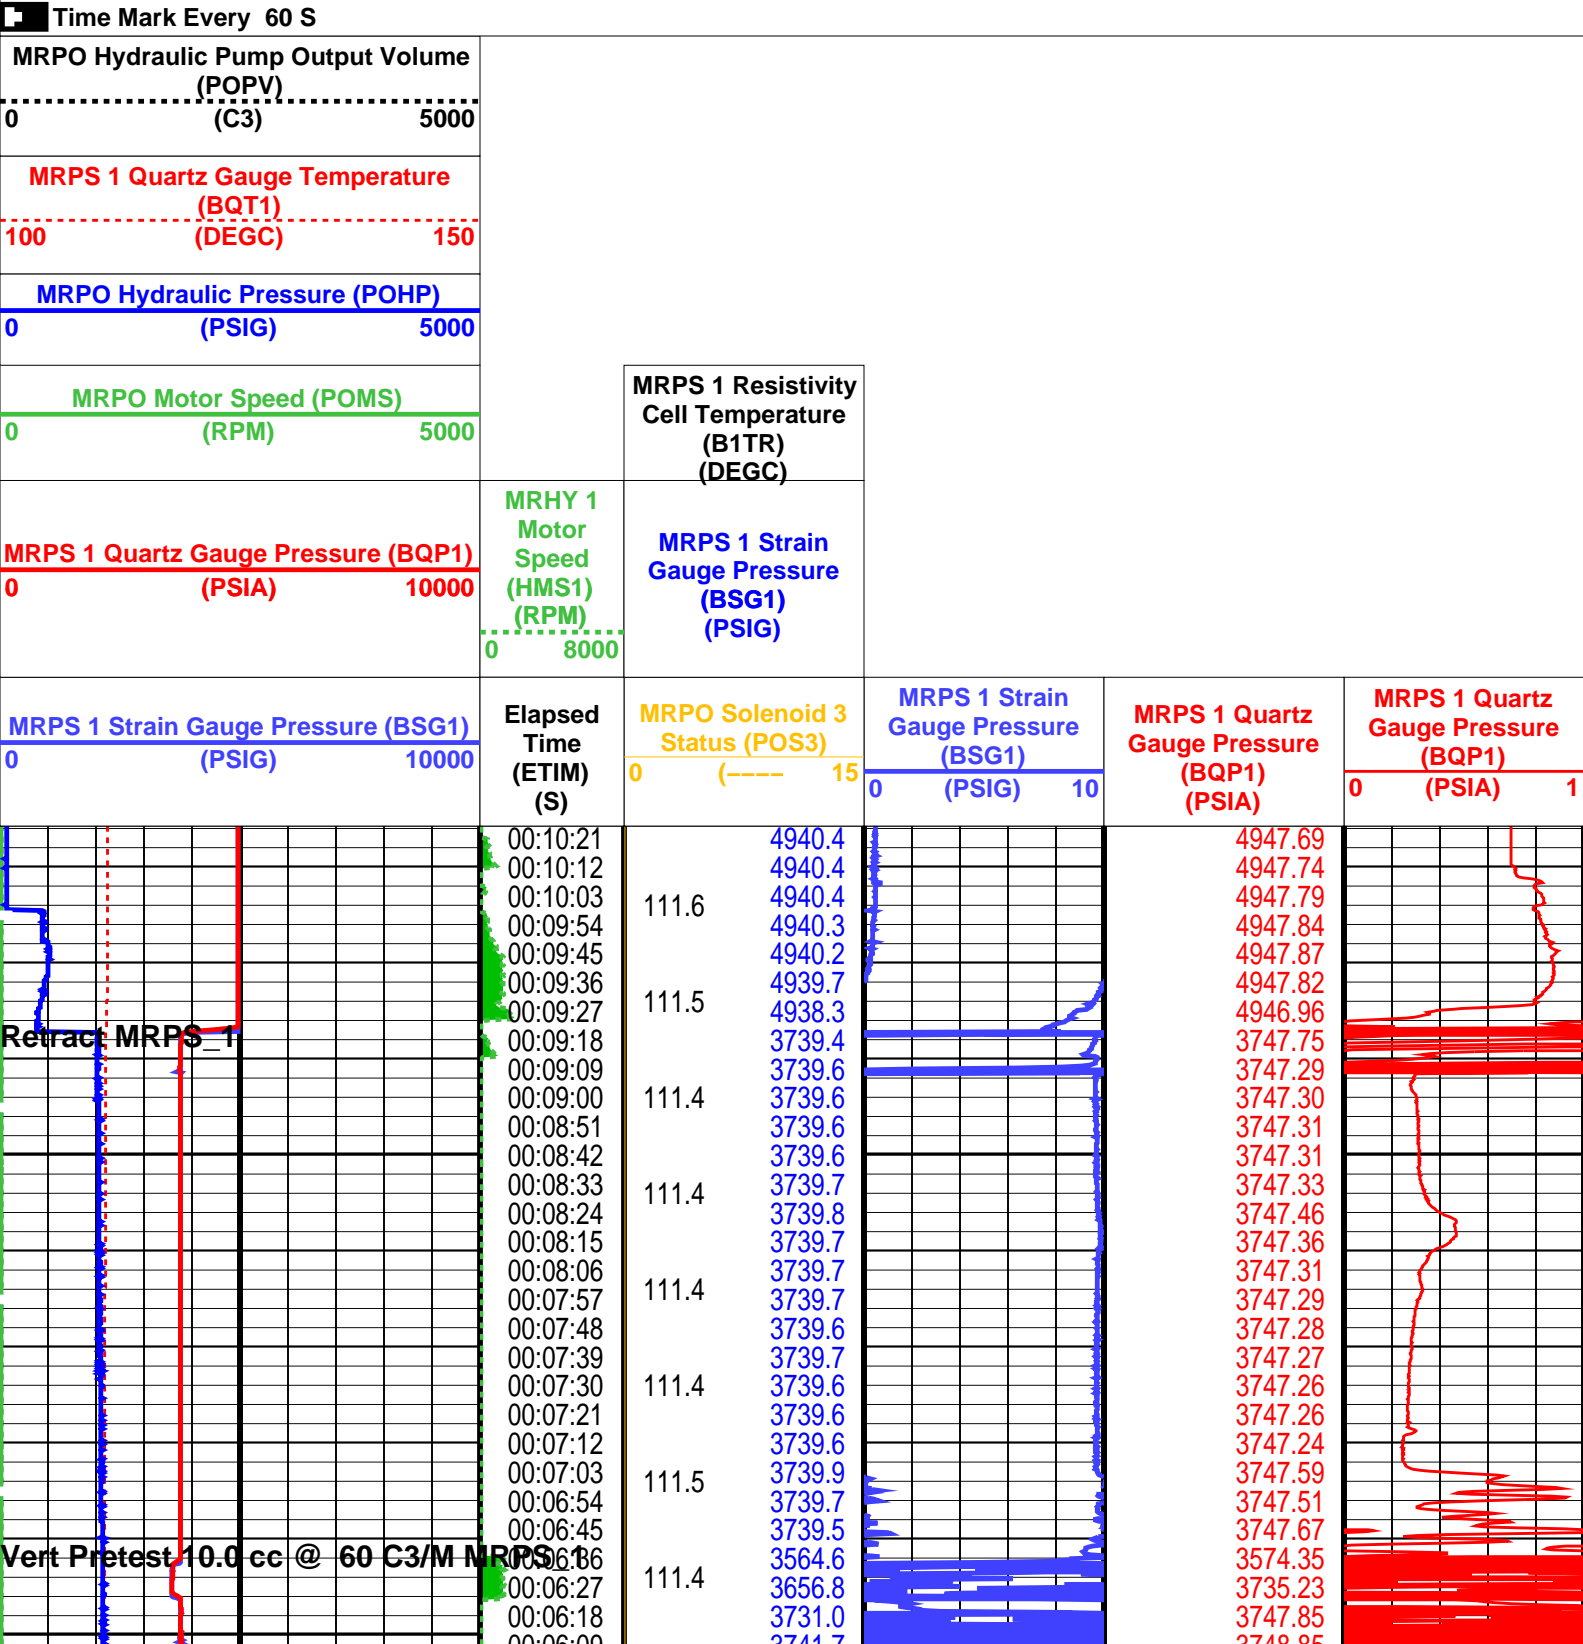 Time Mark Every 60 S
MRPO Hydraulic Pump Output Volume
(POPV)
0 (C3) 5000
MRPS 1 Quartz Gauge Temperature
(BQT1)
100 (DEGC) 150
MRPO Hydraulic Pressure (POHP)
0 (PSIG) 5000
MRPO Motor Speed (POMS)
0 (RPM) 5000
MRPS 1 Resistivity
Cell Temperature
(B1TR)
(DEGC)
MRPS 1 Quartz Gauge Pressure (BQP1)
0 (PSIA) 10000
MRHY 1
Motor
Speed
(HMS1)
(RPM)
0 8000
MRPS 1 Strain
Gauge Pressure
(BSG1)
(PSIG)
MRPS 1 Strain Gauge Pressure (BSG1)
0 (PSIG) 10000
Elapsed
Time
(ETIM)
(S)
MRPO Solenoid 3
Status (POS3)
0 (---- 15
MRPS 1 Strain
Gauge Pressure
(BSG1)
0 (PSIG) 10
MRPS 1 Quartz
Gauge Pressure
(BQP1)
(PSIA)
MRPS 1 Quartz
Gauge Pressure
(BQP1)
0 (PSIA) 1
00:10:21 4940.4 4947.69
00:10:12 4940.4 4947.74
00:10:03 111.6 4940.4 4947.79
00:09:54 4940.3 4947.84
00:09:45 4940.2 4947.87
00:09:36 4939.7 4947.82
00:09:27 111.5 4938.3 4946.96
Retract MRPS_1
00:09:18 3739.4 3747.75
00:09:09 3739.6 3747.29
00:09:00 111.4 3739.6 3747.30
00:08:51 3739.6 3747.31
00:08:42 3739.6 3747.31
00:08:33 111.4 3739.7 3747.33
00:08:24 3739.8 3747.46
00:08:15 3739.7 3747.36
00:08:06 3739.7 3747.31
00:07:57 111.4 3739.7 3747.29
00:07:48 3739.6 3747.28
00:07:39 3739.7 3747.27
00:07:30 111.4 3739.6 3747.26
00:07:21 3739.6 3747.26
00:07:12 3739.6 3747.24
00:07:03 111.5 3739.9 3747.59
00:06:54 3739.7 3747.51
00:06:45 3739.5 3747.67
Vert Pretest 10.0 cc @ 60 C3/M MRPS_1
00:06:36 3564.6 3574.35
00:06:27 111.4 3656.8 3735.23
00:06:18 3731.0 3747.85
00:06:09 3741.7 3748.85